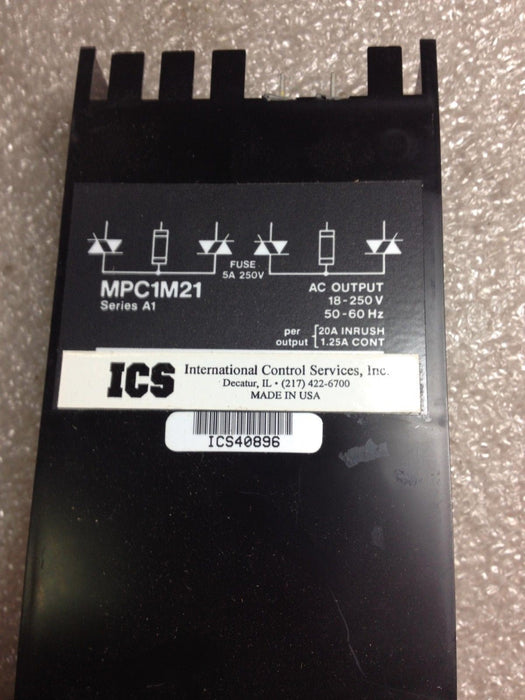 FUSE
5A 250V
MPC1M21
Series A1
AC OUTPUT
18-250 V
50-60 Hz
per output [20A INRUSH
1.25A CONT
ICS International Control Services, Inc.
Decatur, IL • (217) 422-6700
MADE IN USA
ICS40896